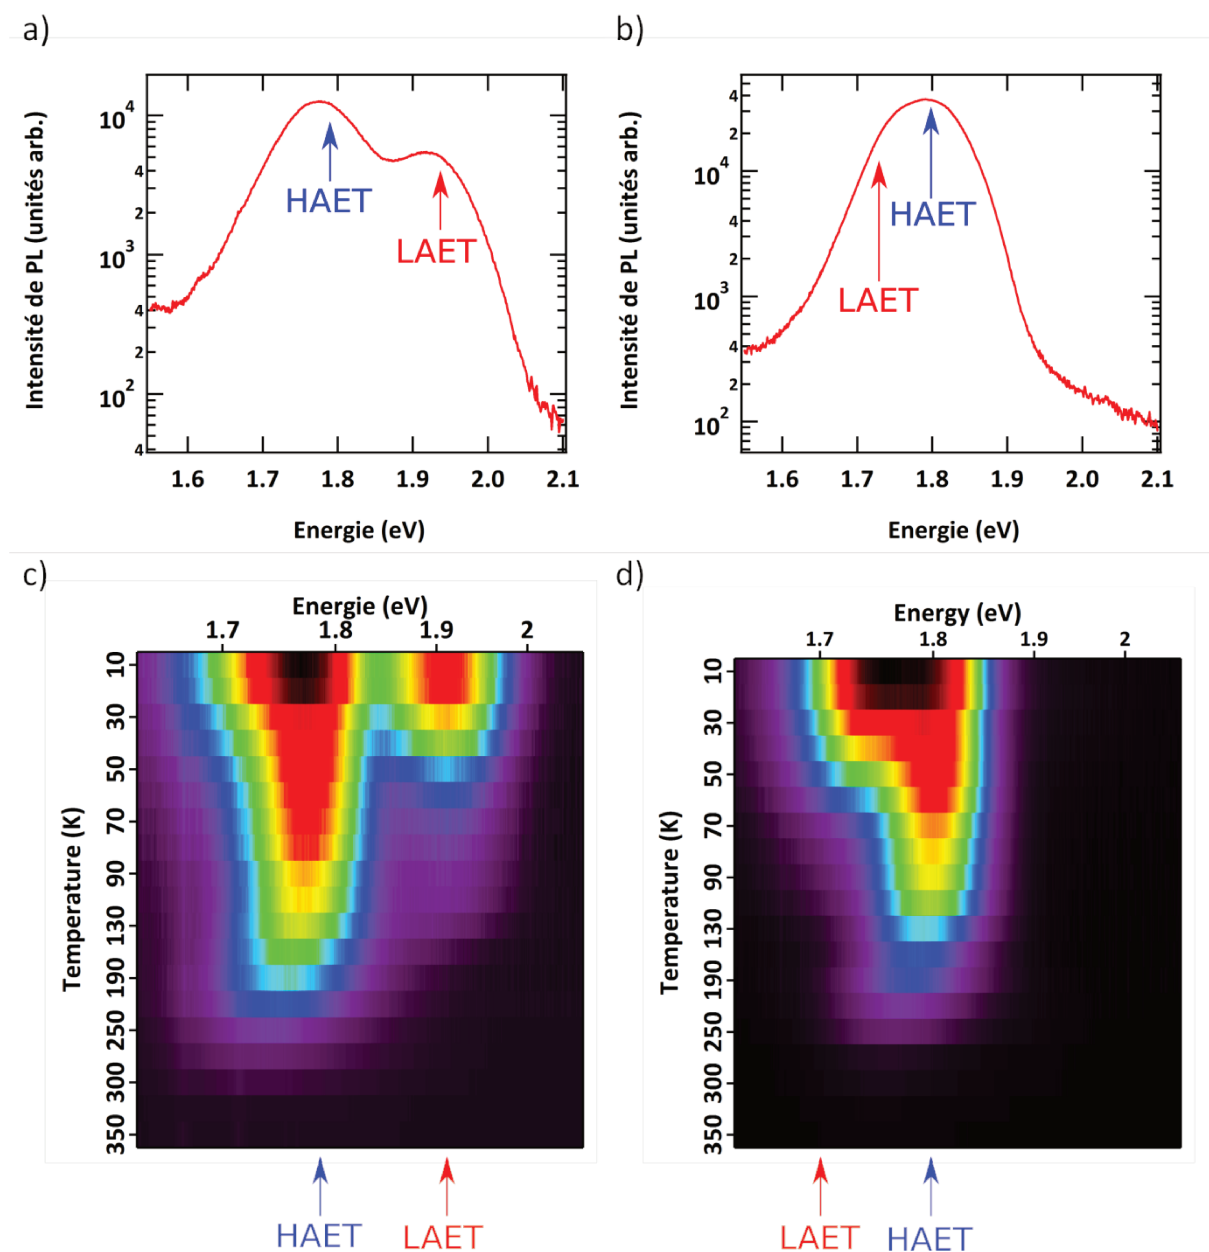 a)
Intensité de PL (unités arb.)
10^4
4
2
10^3
4
2
10^2
4
HAET
LAET
1.6 1.7 1.8 1.9 2.0 2.1
Energie (eV)
b)
Intensité de PL (unités arb.)
4
2
10^4
4
2
10^3
4
2
10^2
LAET
HAET
1.6 1.7 1.8 1.9 2.0 2.1
Energie (eV)
c)
Energie (eV)
1.7 1.8 1.9 2
Temperature (K)
10
30
50
70
90
130
190
250
300
350
HAET LAET
d)
Energy (eV)
1.7 1.8 1.9 2
Temperature (K)
10
30
50
70
90
130
190
250
300
350
LAET HAET